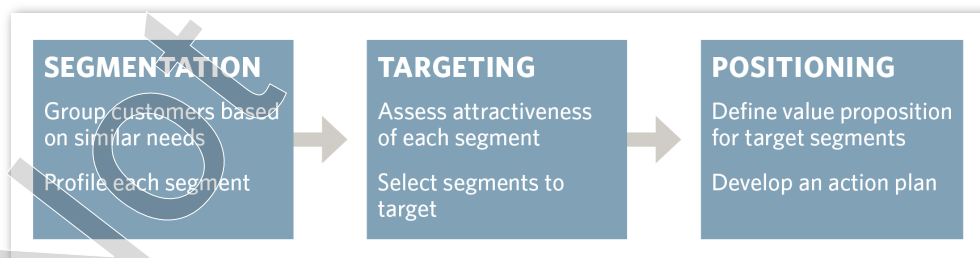 SEGMENTATION
Group customers based
on similar needs
Profile each segment
TARGETING
Assess attractiveness
of each segment
Select segments to
target
POSITIONING
Define value proposition
for target segments
Develop an action plan